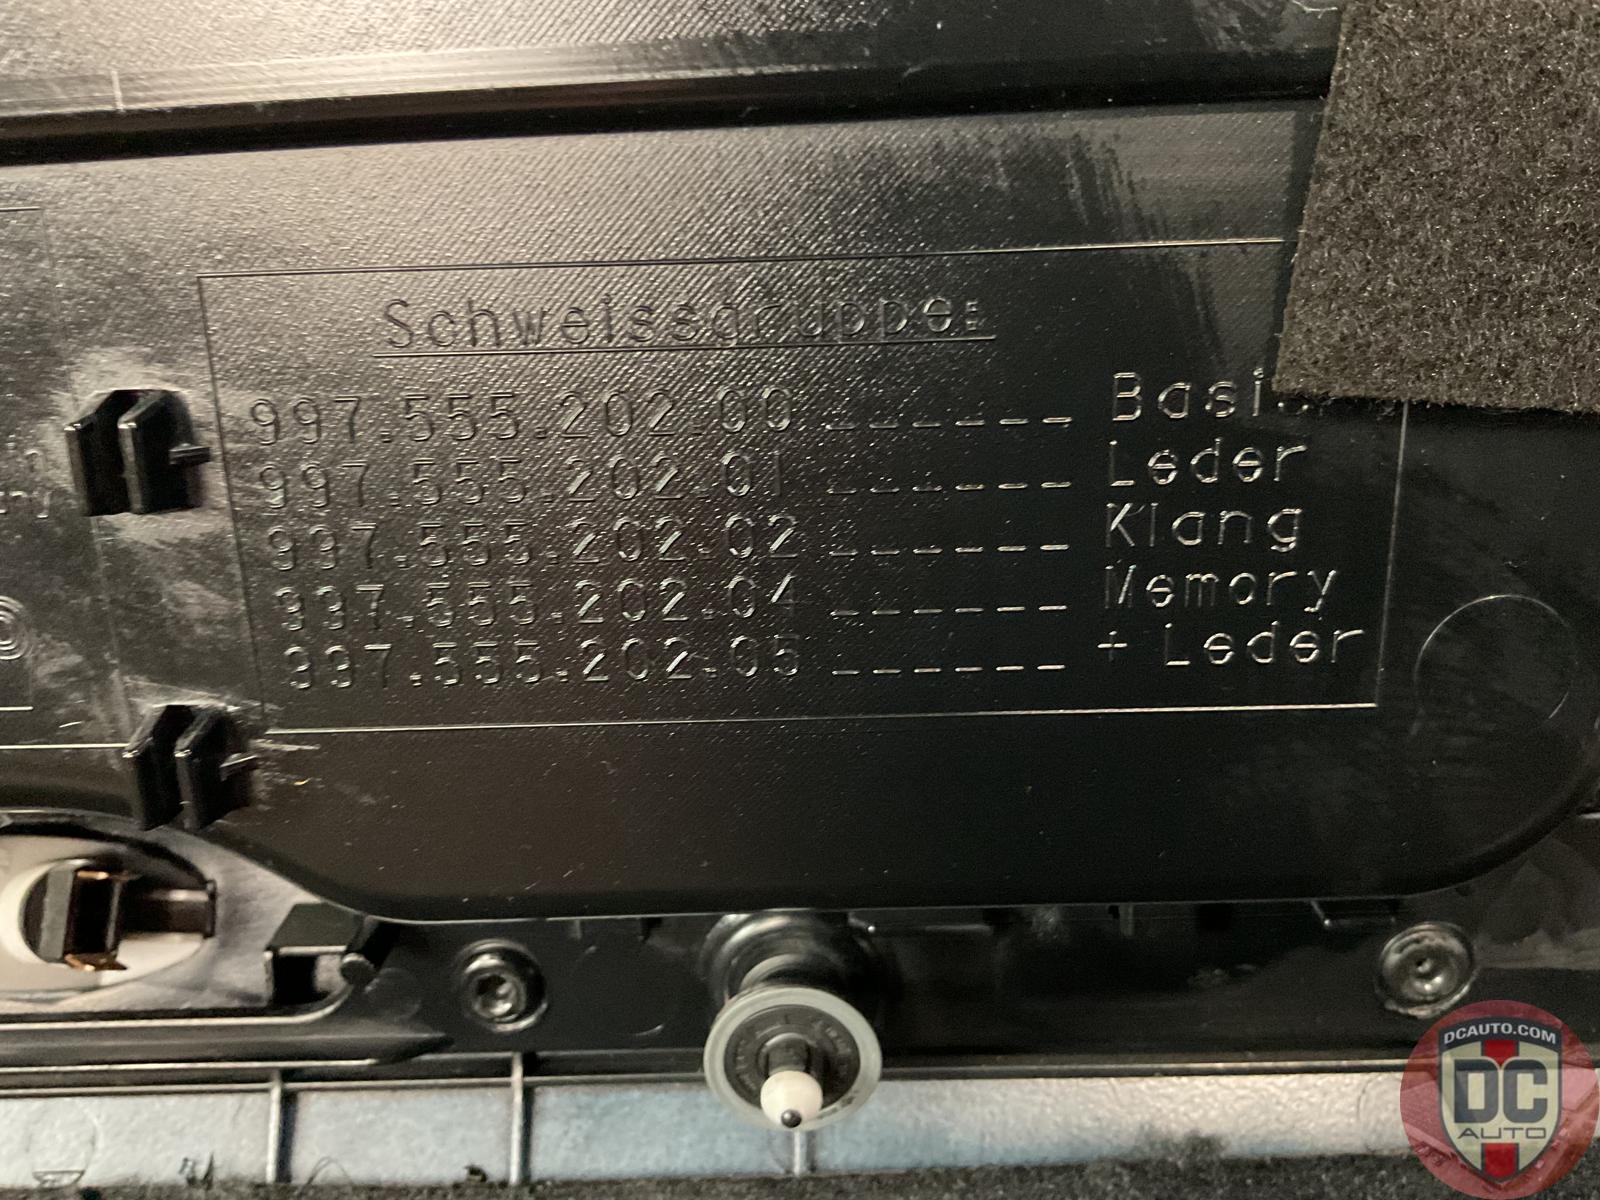 Schweissgruppe:
997.555.202.00 ______ Basic
997.555.202.01 ______ Leder
997.555.202.02 ______ Klang
997.555.202.04 ______ Memory
997.555.202.05 ______ + Leder
DCAUTO.COM
DC
AUTO